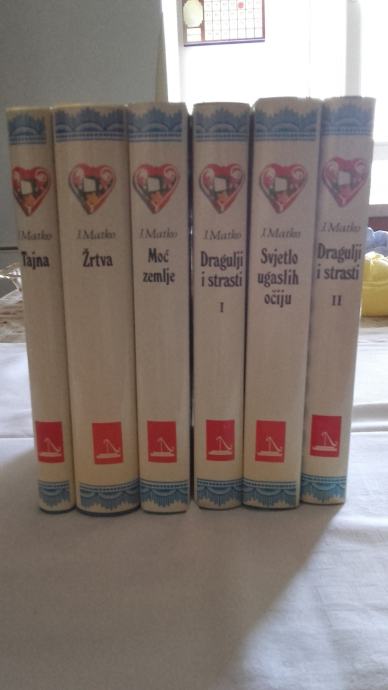 J. Matko
Tajna
J. Matko
Žrtva
J. Matko
Moć
zemlje
J. Matko
Dragulji
i strasti
I
J. Matko
Svjetlo
ugaslih
očiju
J. Matko
Dragulji
i strasti
II